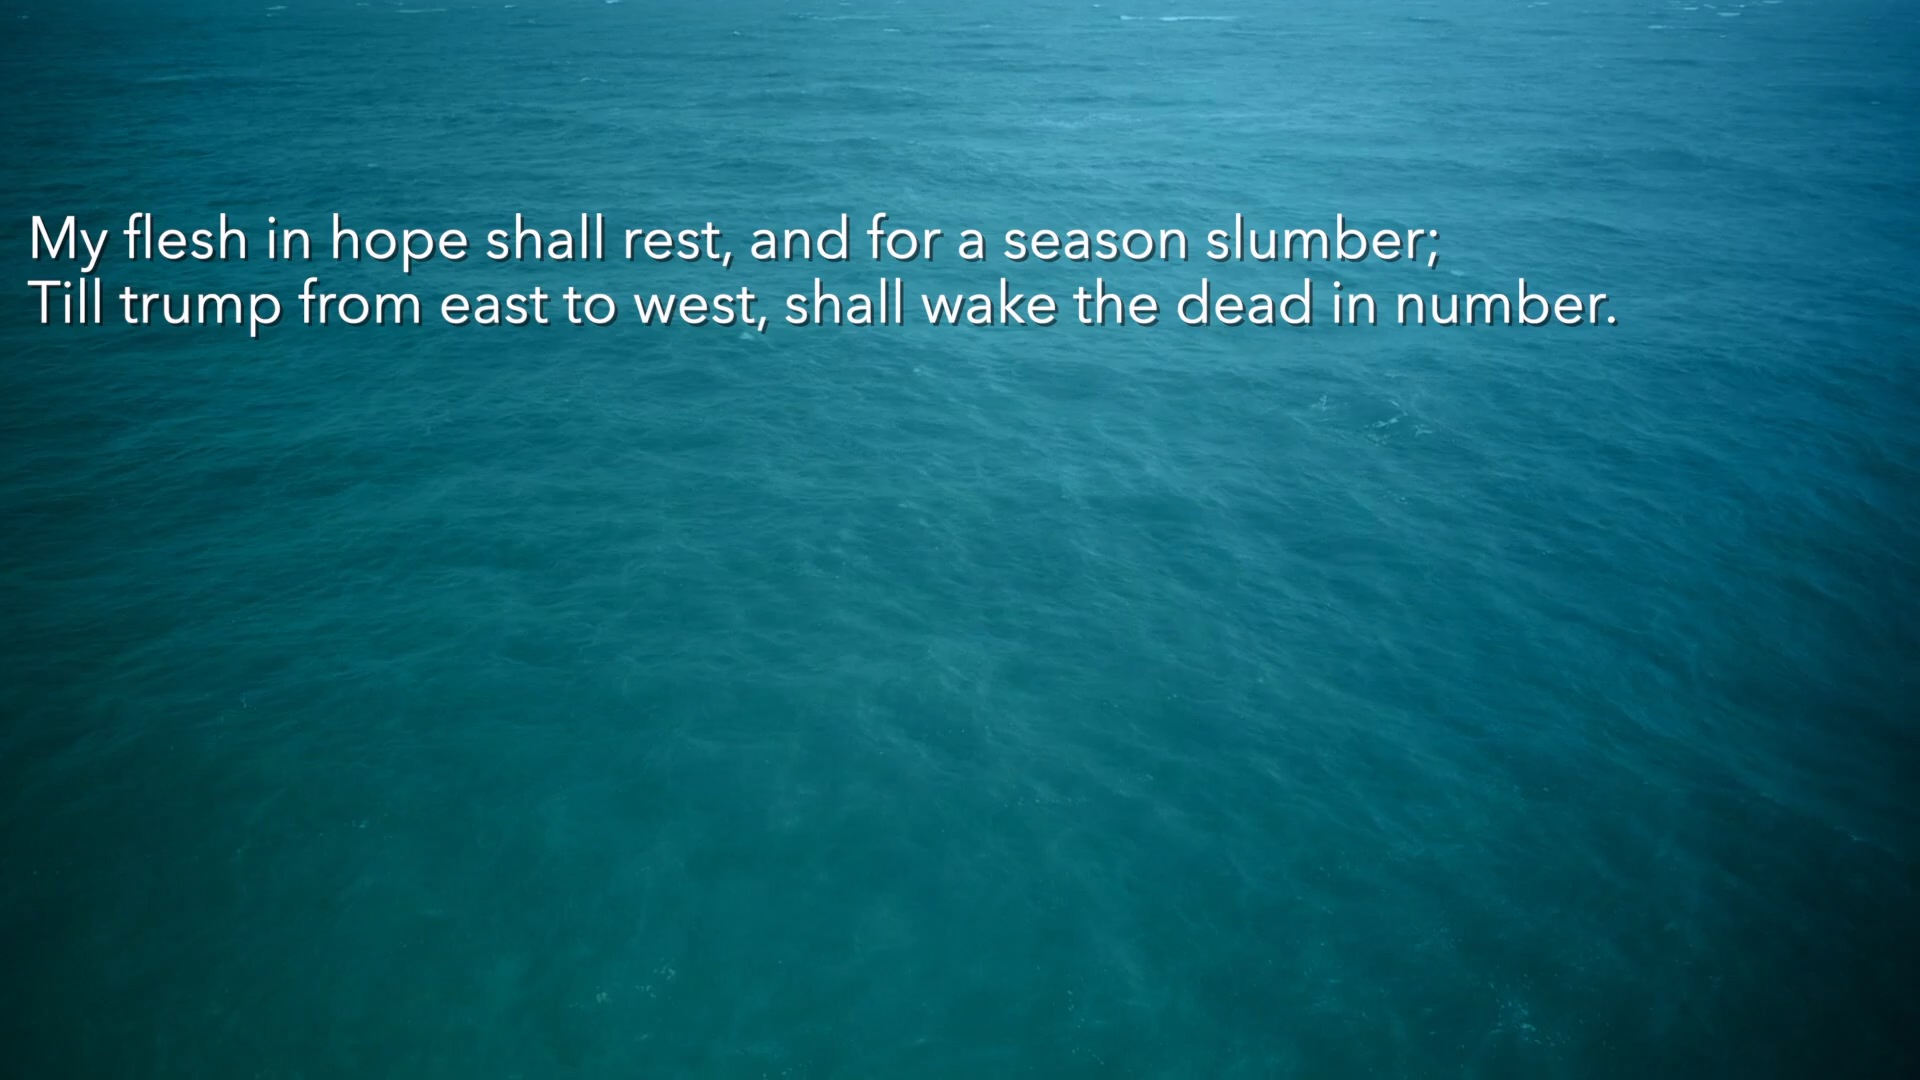 My flesh in hope shall rest, and for a season slumber;
Till trump from east to west, shall wake the dead in number.